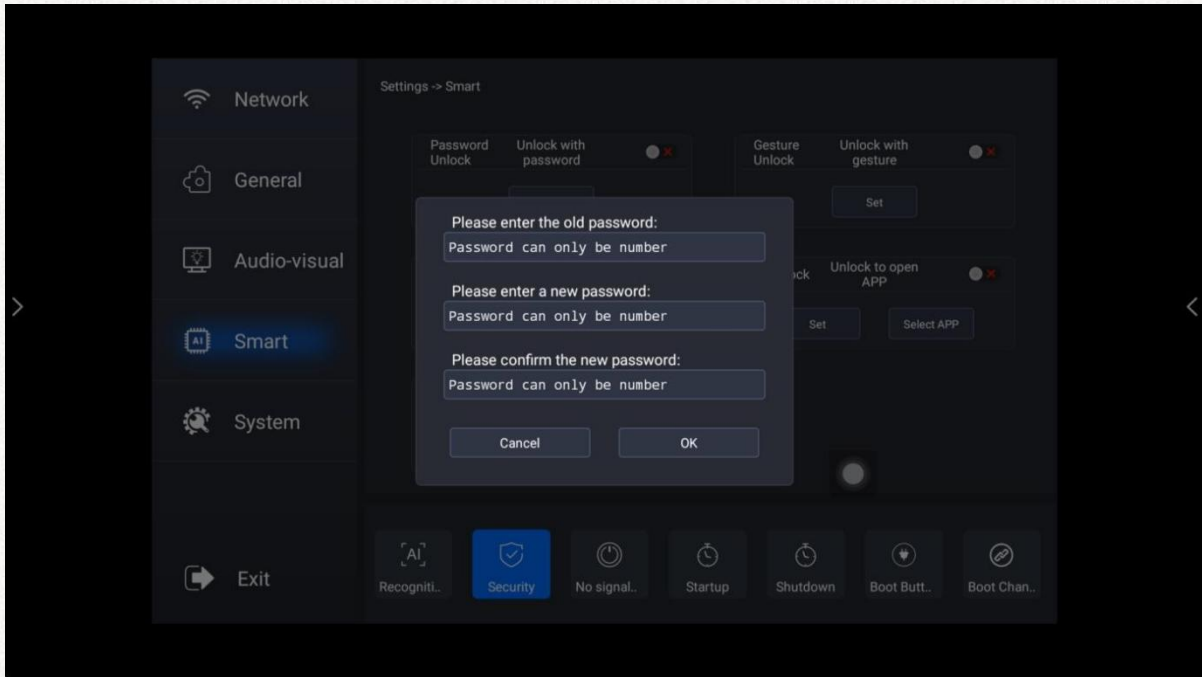 Network
General
Audio-visual
Smart
System
Exit
Settings -> Smart
Password Unlock
Unlock with password
Gesture Unlock
Unlock with gesture
Set
Unlock to open APP
Set
Select APP
Please enter the old password:
Password can only be number
Please enter a new password:
Password can only be number
Please confirm the new password:
Password can only be number
Cancel
OK
AI
Recogniti..
Security
No signal..
Startup
Shutdown
Boot Butt..
Boot Chan..